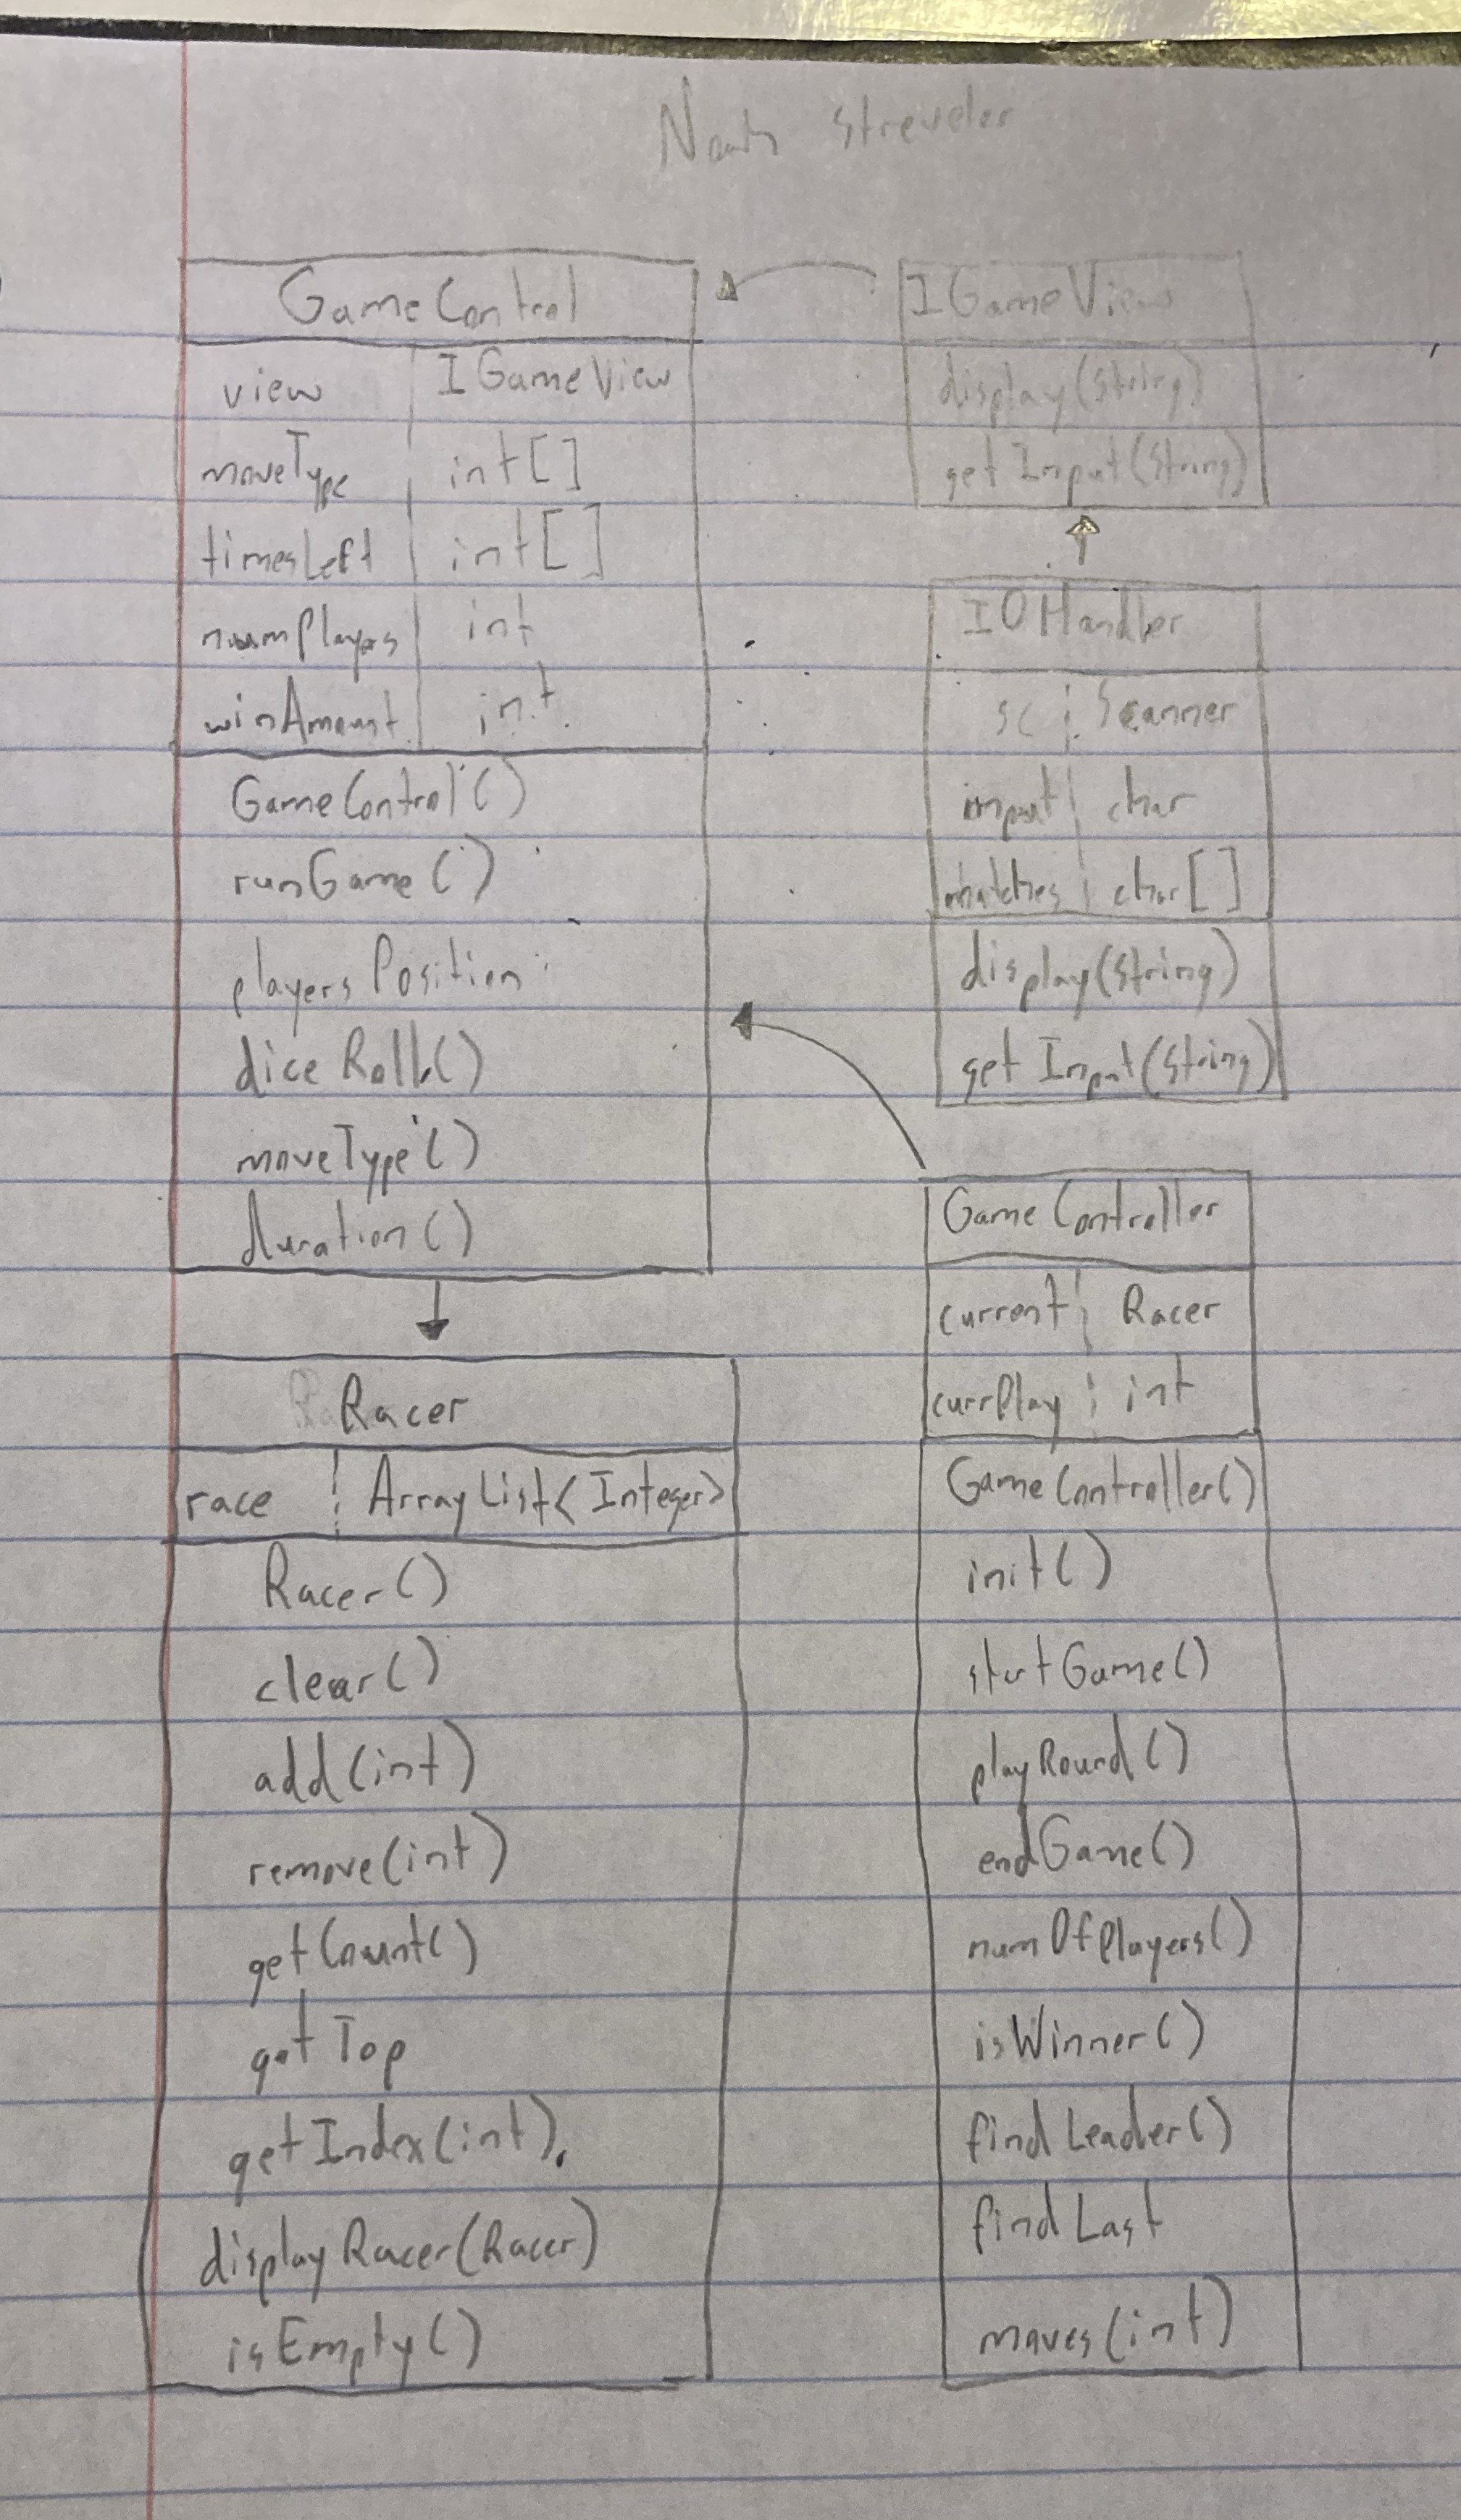 Streveler
GameControl
view | IGameView
moveType | int[]
timesLeft | int[]
numPlayers | int
winAmount | int
GameControl()
runGame()
playersPosition
diceRoll()
moveType()
duration()
Racer
race | ArrayList<Integer>
Racer()
clear()
add(int)
remove(int)
getCount()
getTop
getIndex(int)
displayRacer(Racer)
isEmpty()
IGameView
display(String)
getInput(String)
IOHandler
sc | Scanner
input | char
matches | char[]
display(String)
getInput(String)
GameController
current | Racer
currPlay | int
GameController()
init()
startGame()
playRound()
endGame()
numOfPlayers()
isWinner()
findLeader()
findLast
moves(int)